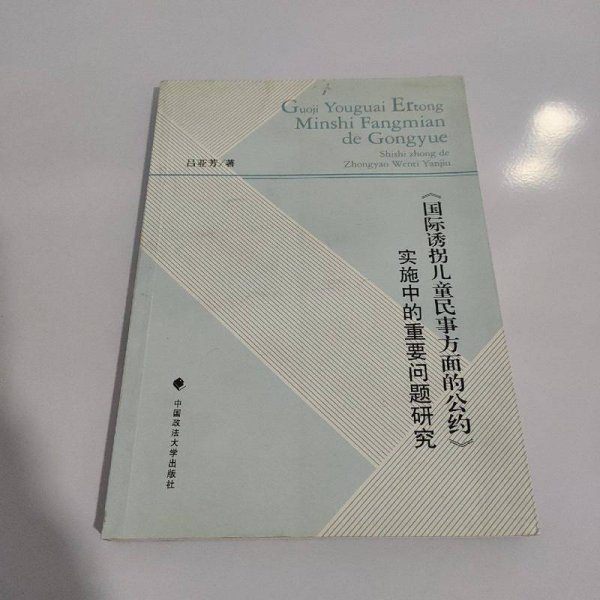 Guoji Youguai Ertong
Minshi Fangmian
de Gongyue
Shishi zhong de
Zhongyao Wenti Yanjiu
吕亚芳/著
《国际诱拐儿童民事方面的公约》
实施中的重要问题研究
中国政法大学出版社